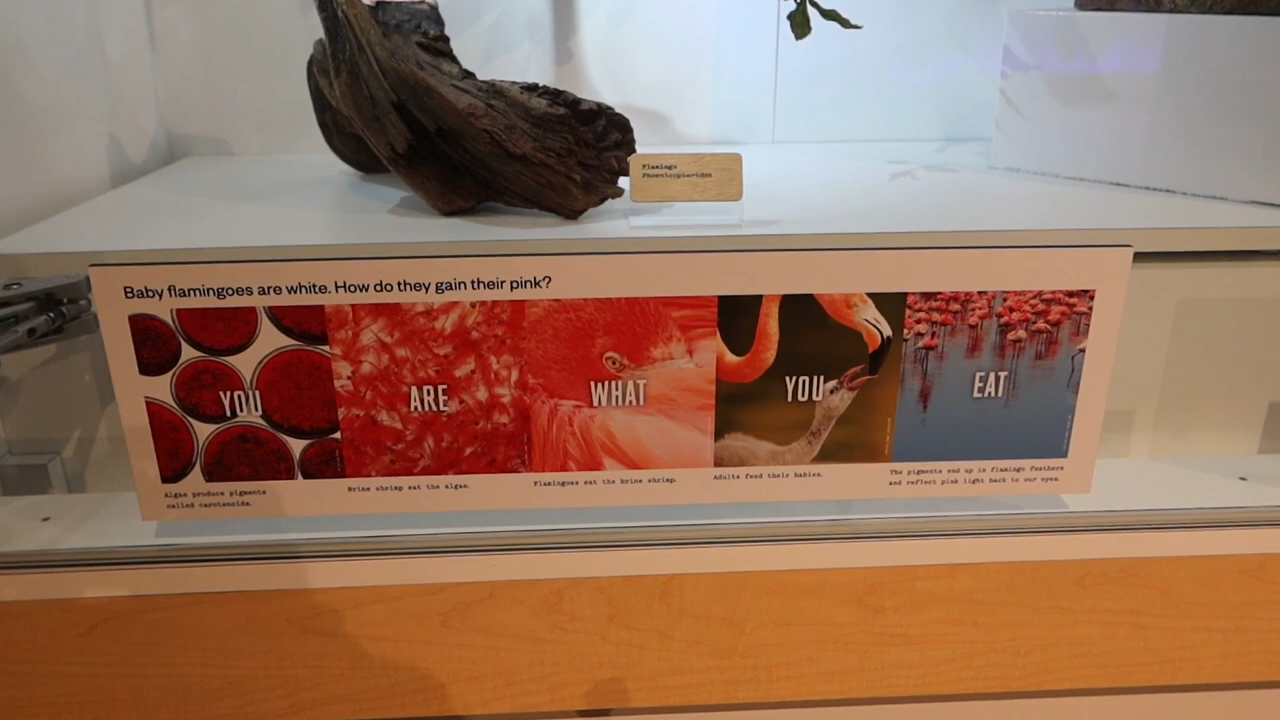 Flamingo
Phoenicopteridae
Baby flamingoes are white. How do they gain their pink?
YOU
ARE
WHAT
YOU
EAT
Algae produce pigments
called carotenoids.
Brine shrimp eat the algae.
Flamingoes eat the brine shrimp.
Adults feed their babies.
The pigments end up in flamingo feathers
and reflect pink light back to our eyes.